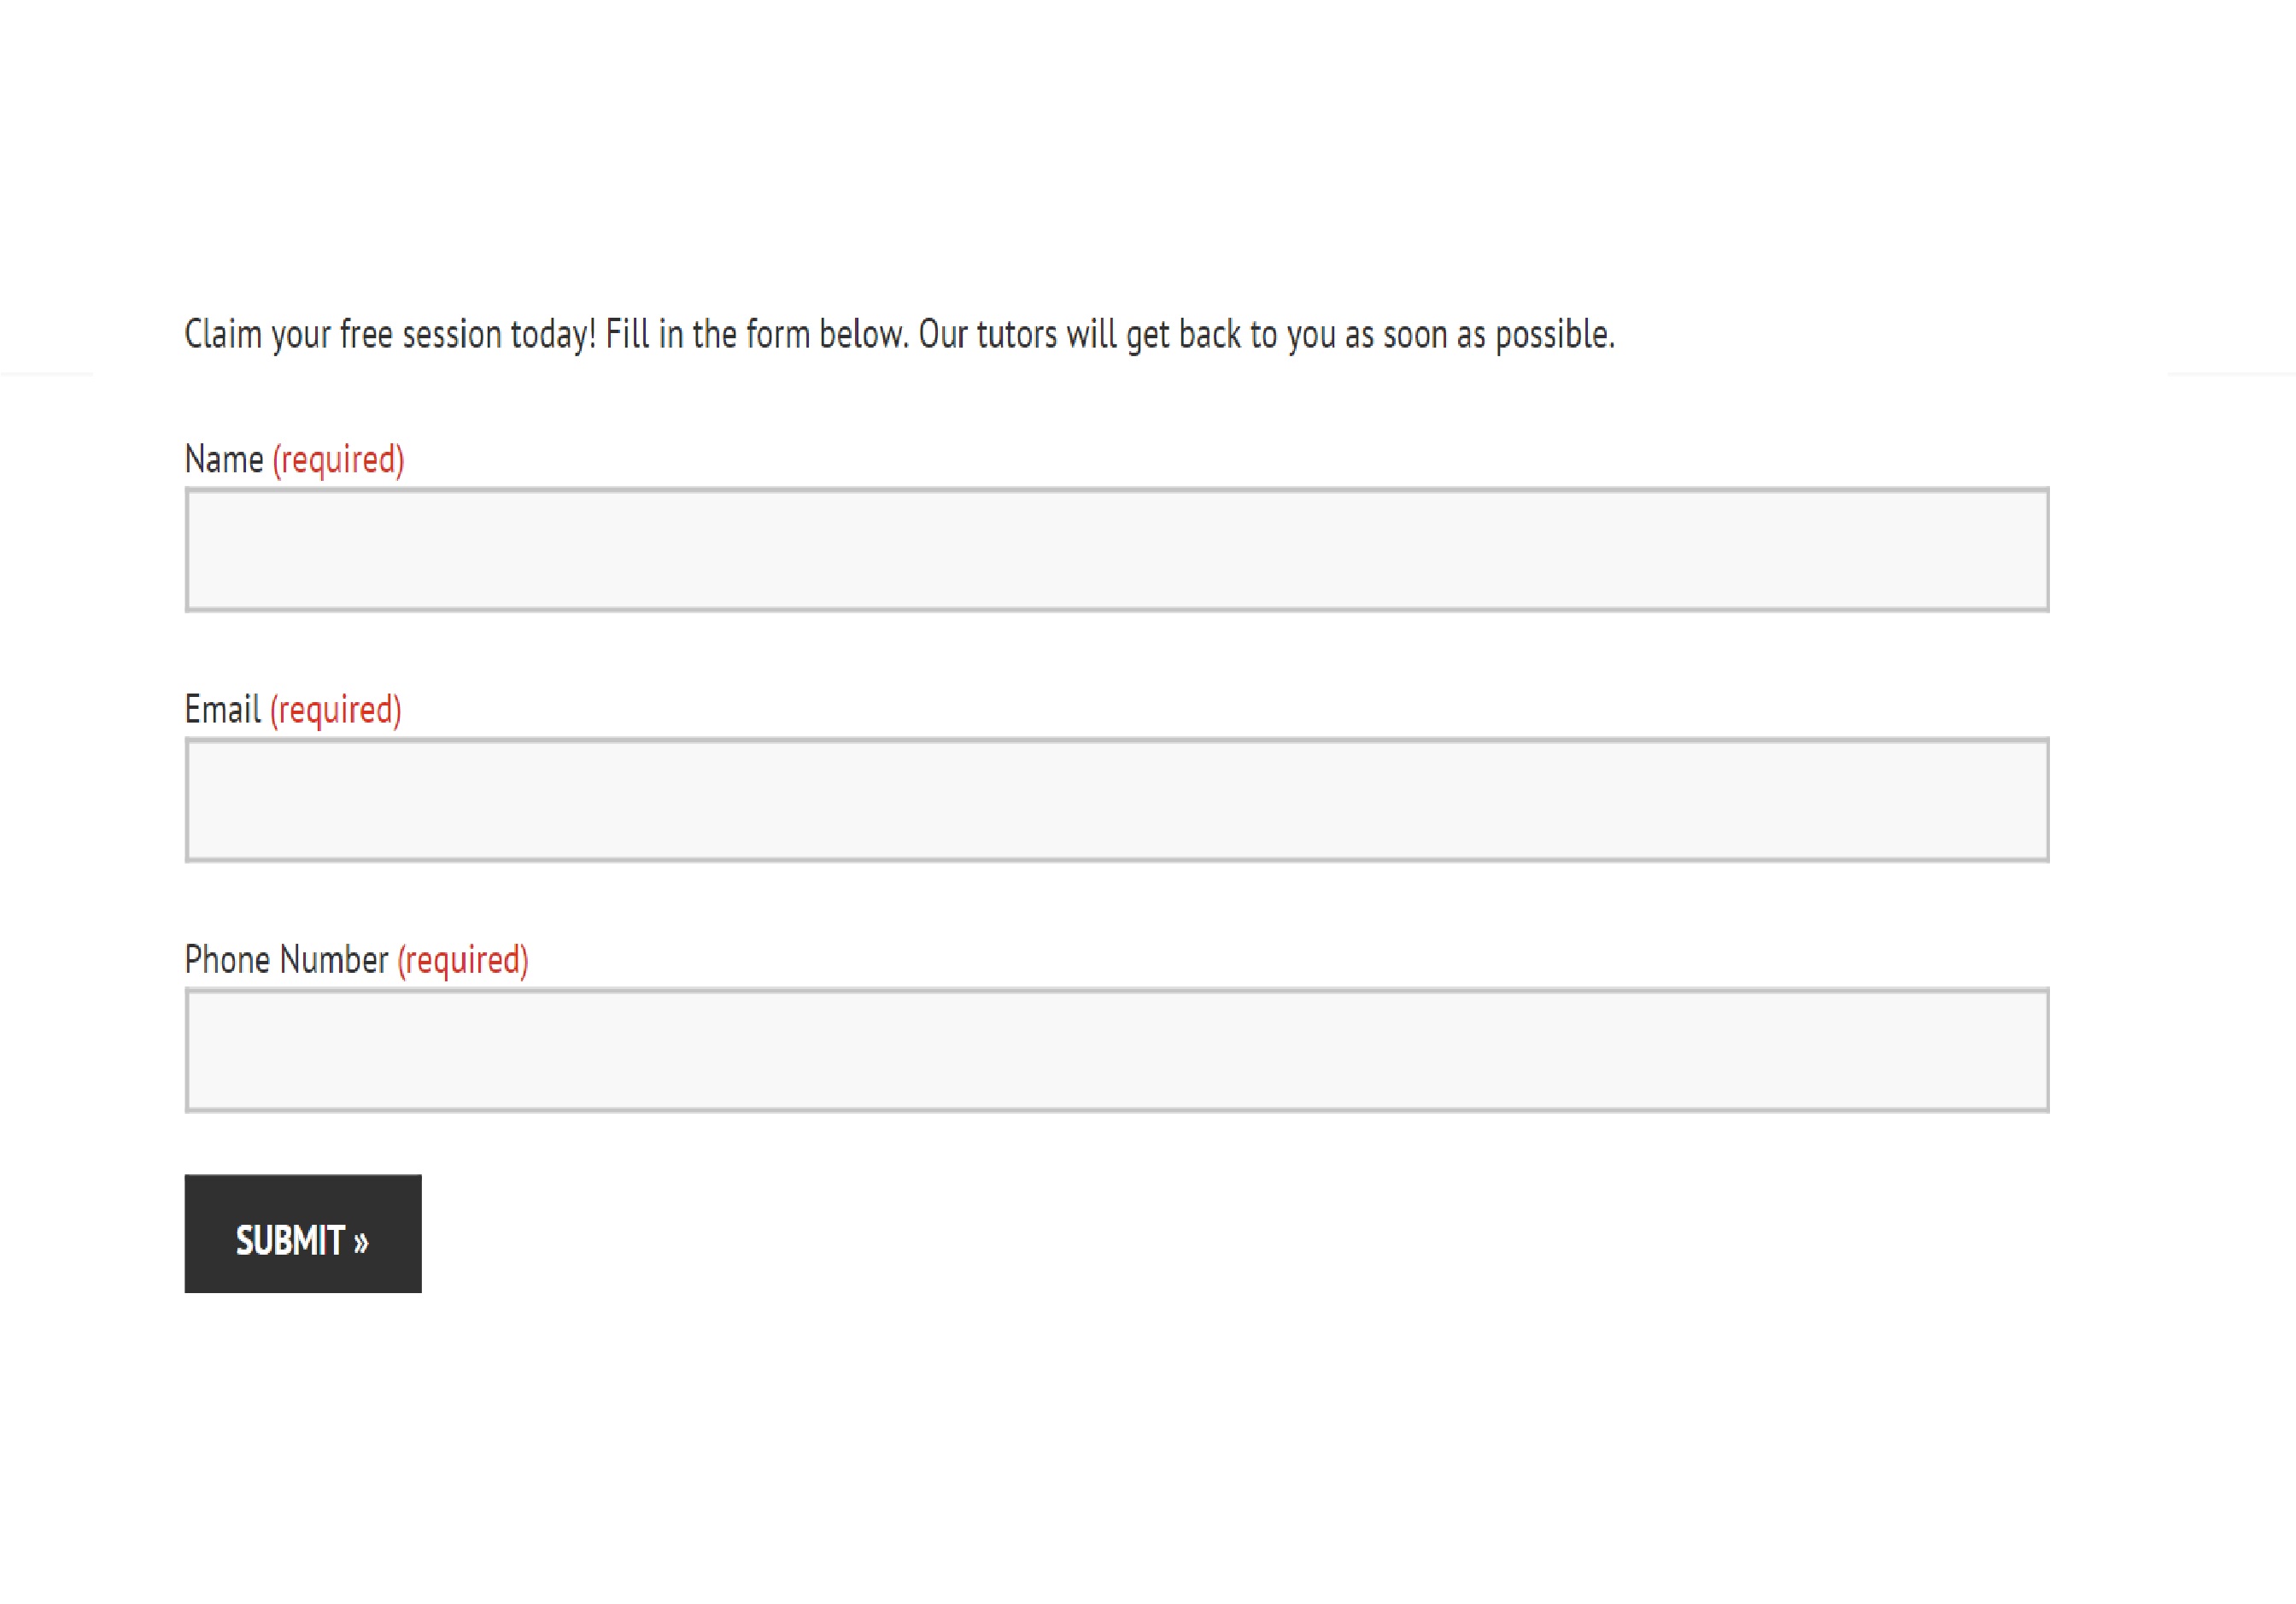 Claim your free session today! Fill in the form below. Our tutors will get back to you as soon as possible.
Name (required)
Email (required)
Phone Number (required)
SUBMIT »